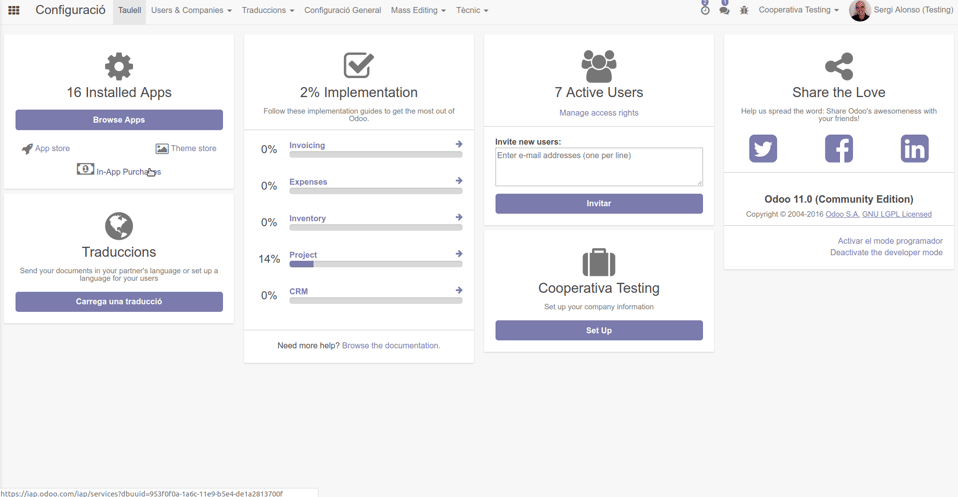 Configuració
Taulell
Users & Companies
Traduccions
Configuració General
Mass Editing
Tècnic
Cooperativa Testing
Sergi Alonso (Testing)
16 Installed Apps
Browse Apps
App store
Theme store
In-App Purchases
Traduccions
Send your documents in your partner's language or set up a
language for your users
Carrega una traducció
2% Implementation
Follow these implementation guides to get the most out of
Odoo.
0% Invoicing
0% Expenses
0% Inventory
14% Project
0% CRM
Need more help? Browse the documentation.
7 Active Users
Manage access rights
Invite new users:
Enter e-mail addresses (one per line)
Invitar
Cooperativa Testing
Set up your company information
Set Up
Share the Love
Help us spread the word: Share Odoo's awesomeness with
your friends!
Odoo 11.0 (Community Edition)
Copyright © 2004-2016 Odoo S.A. GNU LGPL Licensed
Activar el mode programador
Deactivate the developer mode
https://iap.odoo.com/iap/services?dbuuid=953f0f0a-1a6c-11e9-b5e4-de1a2813700f